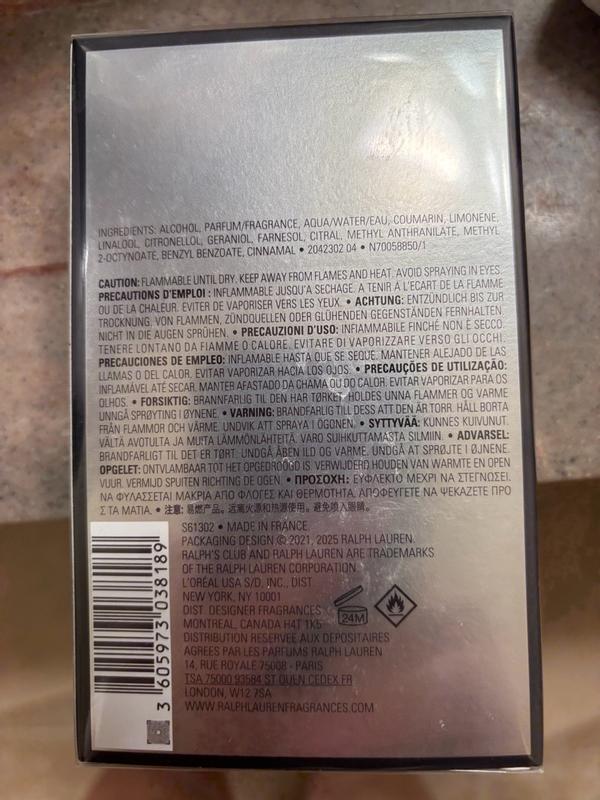 INGREDIENTS: ALCOHOL, PARFUM/FRAGRANCE, AQUA/WATER/EAU, COUMARIN, LIMONENE,
LINALOOL, CITRONELLOL, GERANIOL, FARNESOL, CITRAL, METHYL ANTHRANILATE, METHYL
2-OCTYNOATE, BENZYL BENZOATE, CINNAMAL • 2042302 04 • N70058850/1
CAUTION: FLAMMABLE UNTIL DRY. KEEP AWAY FROM FLAMES AND HEAT. AVOID SPRAYING IN EYES.
PRECAUTIONS D'EMPLOI : INFLAMMABLE JUSQU'A SECHAGE. A TENIR À L'ECART DE LA FLAMME
OU DE LA CHALEUR. EVITER DE VAPORISER VERS LES YEUX. • ACHTUNG: ENTZÜNDLICH BIS ZUR
TROCKNUNG. VON FLAMMEN, ZÜNDQUELLEN ODER GLÜHENDEN GEGENSTÄNDEN FERNHALTEN.
NICHT IN DIE AUGEN SPRÜHEN. • PRECAUZIONI D'USO: INFIAMMABILE FINCHÉ NON È SECCO.
TENERE LONTANO DA FIAMME O CALORE. EVITARE DI VAPORIZZARE VERSO GLI OCCHI.
PRECAUCIONES DE EMPLEO: INFLAMABLE HASTA QUE SE SEQUE. MANTENER ALEJADO DE LAS
LLAMAS O DEL CALOR. EVITAR VAPORIZAR HACIA LOS OJOS. • PRECAUÇÕES DE UTILIZAÇÃO:
INFLAMÁVEL ATÉ SECAR. MANTER AFASTADO DA CHAMA OU DO CALOR. EVITAR VAPORIZAR PARA OS
OLHOS. • FORSIKTIG: BRANNFARLIG TIL DEN HAR TØRKET. HOLDES UNNA FLAMMER OG VARME.
UNNGÅ SPRØYTING I ØYNENE. • VARNING: BRANDFARLIG TILL DESS ATT DEN ÄR TORR. HÅLL BORTA
FRÅN FLAMMOR OCH VÄRME. UNDVIK ATT SPRAYA I ÖGONEN. • SYTTYVÄÄ: KUNNES KUIVUNUT.
VÄLTÄ AVOTULTA JA MUITA LÄMMÖNLÄHTEITÄ. VARO SUIHKUTTAMASTA SILMIIN. • ADVARSEL:
BRANDFARLIGT TIL DET ER TØRT. UNDGÅ ÅBEN ILD OG VARME. UNDGÅ AT SPRØJTE I ØJNENE.
OPGELET: ONTVLAMBAAR TOT HET OPGEDROOGD IS. VERWIJDERD HOUDEN VAN WARMTE EN OPEN
VUUR. VERMIJD SPUITEN RICHTING DE OGEN. • ΠΡΟΣΟΧΗ: ΕΥΦΛΕΚΤΟ ΜΕΧΡΙ ΝΑ ΣΤΕΓΝΩΣΕΙ.
ΝΑ ΦΥΛΑΣΣΕΤΑΙ ΜΑΚΡΙΑ ΑΠΟ ΦΛΟΓΕΣ ΚΑΙ ΘΕΡΜΟΤΗΤΑ. ΑΠΟΦΕΥΓΕΤΕ ΝΑ ΨΕΚΑΖΕΤΕ ΠΡΟ
Σ ΤΑ ΜΑΤΙΑ. • 注意: 易燃产品。远离火源和热源使用。避免喷入眼睛。
S61302 • MADE IN FRANCE
PACKAGING DESIGN © 2021, 2025 RALPH LAUREN.
RALPH'S CLUB AND RALPH LAUREN ARE TRADEMARKS
OF THE RALPH LAUREN CORPORATION.
L'ORÉAL USA S/D, INC., DIST
NEW YORK, NY 10001
DIST. DESIGNER FRAGRANCES
MONTREAL, CANADA H4T 1K5
DISTRIBUTION RESERVEE AUX DEPOSITAIRES
AGREES PAR LES PARFUMS RALPH LAUREN
14, RUE ROYALE 75008 - PARIS
TSA 75000 93584 ST OUEN CEDEX FR
LONDON, W12 7SA
WWW.RALPHLAURENFRAGRANCES.COM
24M
3 605973 038189